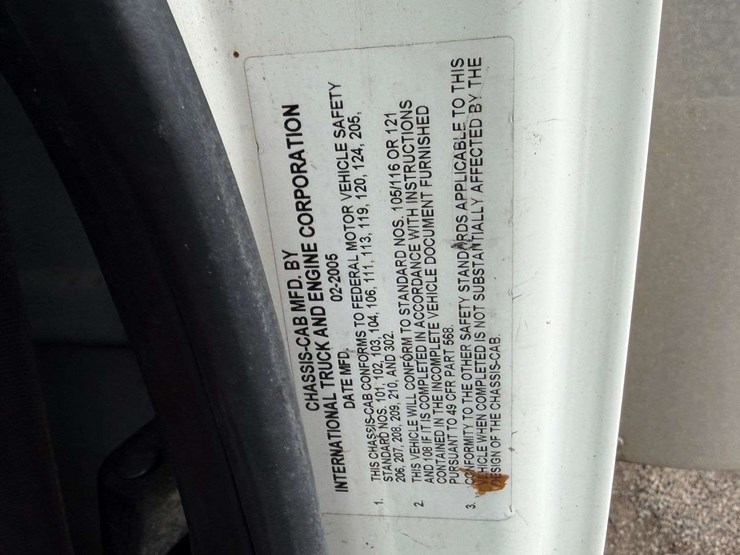 CHASSIS-CAB MFD. BY
INTERNATIONAL TRUCK AND ENGINE CORPORATION
DATE MFD. 02-2005
1. THIS CHASSIS-CAB CONFORMS TO FEDERAL MOTOR VEHICLE SAFETY
STANDARD NOS. 101, 102, 103, 104, 106, 111, 113, 119, 120, 124, 205,
206, 207, 208, 209, 210, AND 302.
2. THIS VEHICLE WILL CONFORM TO STANDARD NOS. 105/116 OR 121
AND 108 IF IT IS COMPLETED IN ACCORDANCE WITH INSTRUCTIONS
CONTAINED IN THE INCOMPLETE VEHICLE DOCUMENT FURNISHED
PURSUANT TO 49 CFR PART 568.
3. CONFORMITY TO THE OTHER SAFETY STANDARDS APPLICABLE TO THIS
VEHICLE WHEN COMPLETED IS NOT SUBSTANTIALLY AFFECTED BY THE
DESIGN OF THE CHASSIS-CAB.